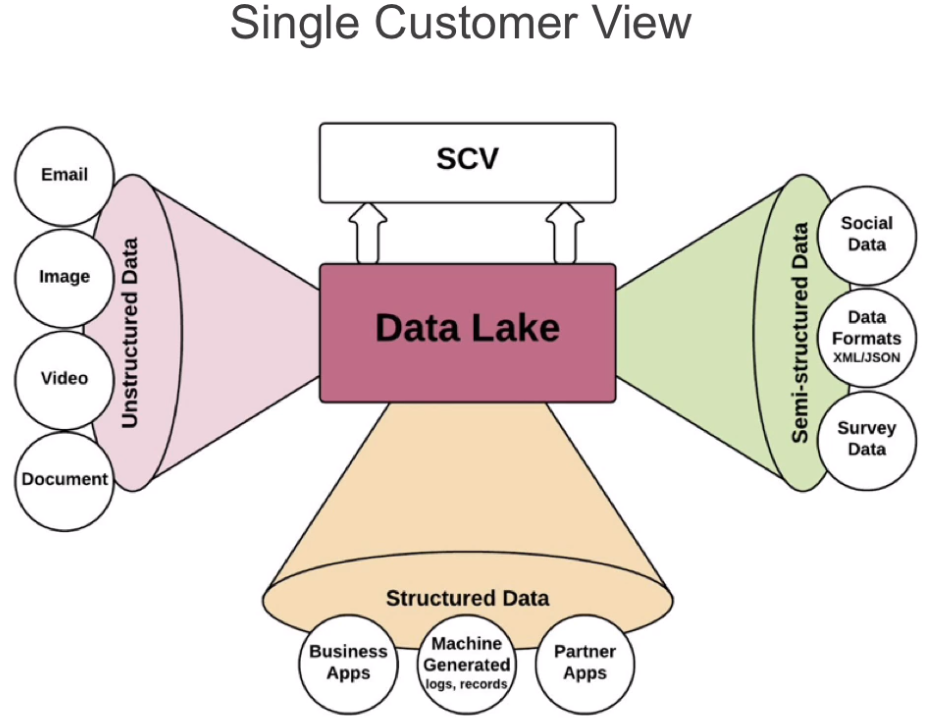 Single Customer View
SCV
Data Lake
Unstructured Data
Email
Image
Video
Document
Semi-structured Data
Social
Data
Data
Formats
XML/JSON
Survey
Data
Structured Data
Business
Apps
Machine
Generated
logs, records
Partner
Apps